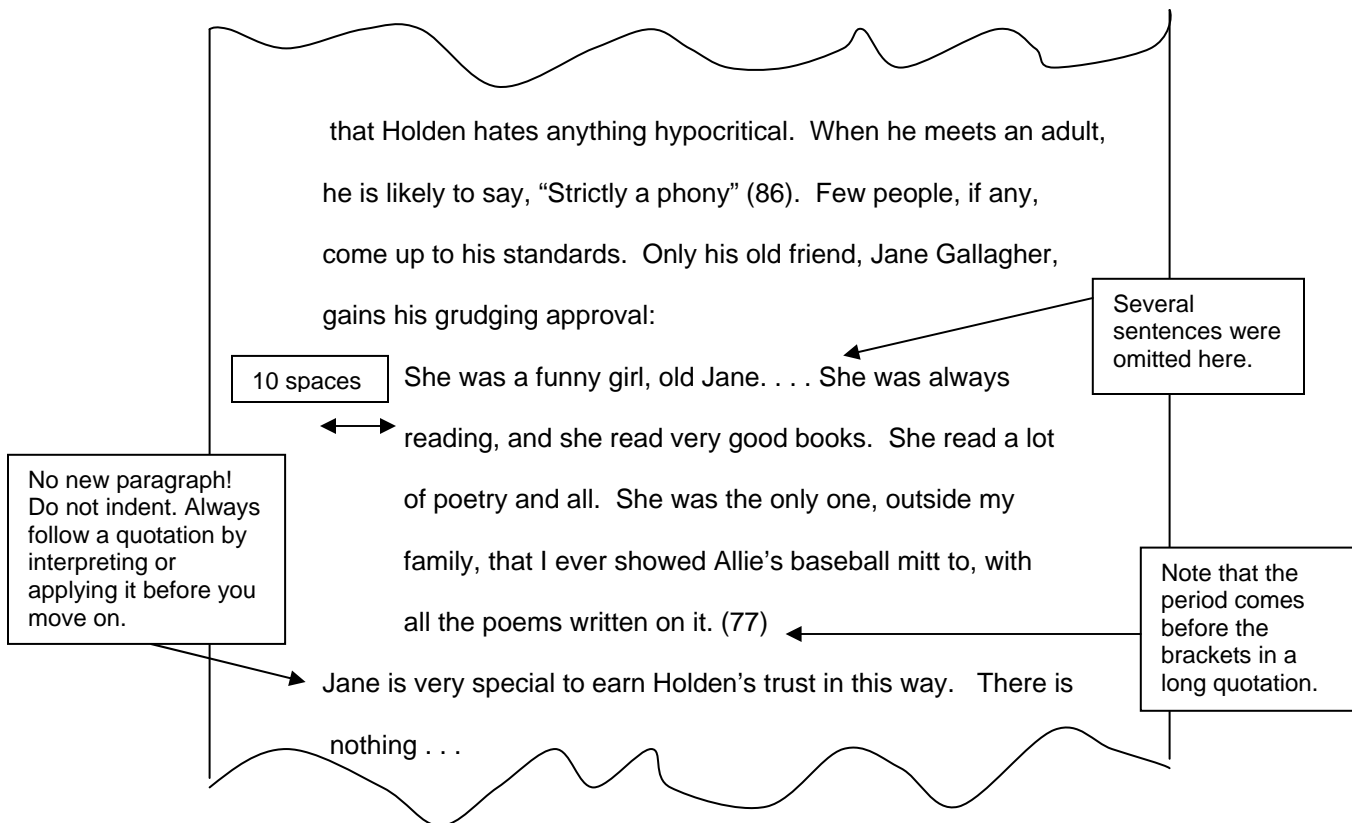 that Holden hates anything hypocritical.  When he meets an adult,
he is likely to say, “Strictly a phony” (86).  Few people, if any,
come up to his standards.  Only his old friend, Jane Gallagher,
gains his grudging approval:
Several
sentences were
omitted here.
10 spaces
She was a funny girl, old Jane. . . . She was always
reading, and she read very good books.  She read a lot
of poetry and all.  She was the only one, outside my
family, that I ever showed Allie’s baseball mitt to, with
all the poems written on it. (77)
No new paragraph!
Do not indent. Always
follow a quotation by
interpreting or
applying it before you
move on.
Note that the
period comes
before the
brackets in a
long quotation.
Jane is very special to earn Holden’s trust in this way.   There is
nothing . . .